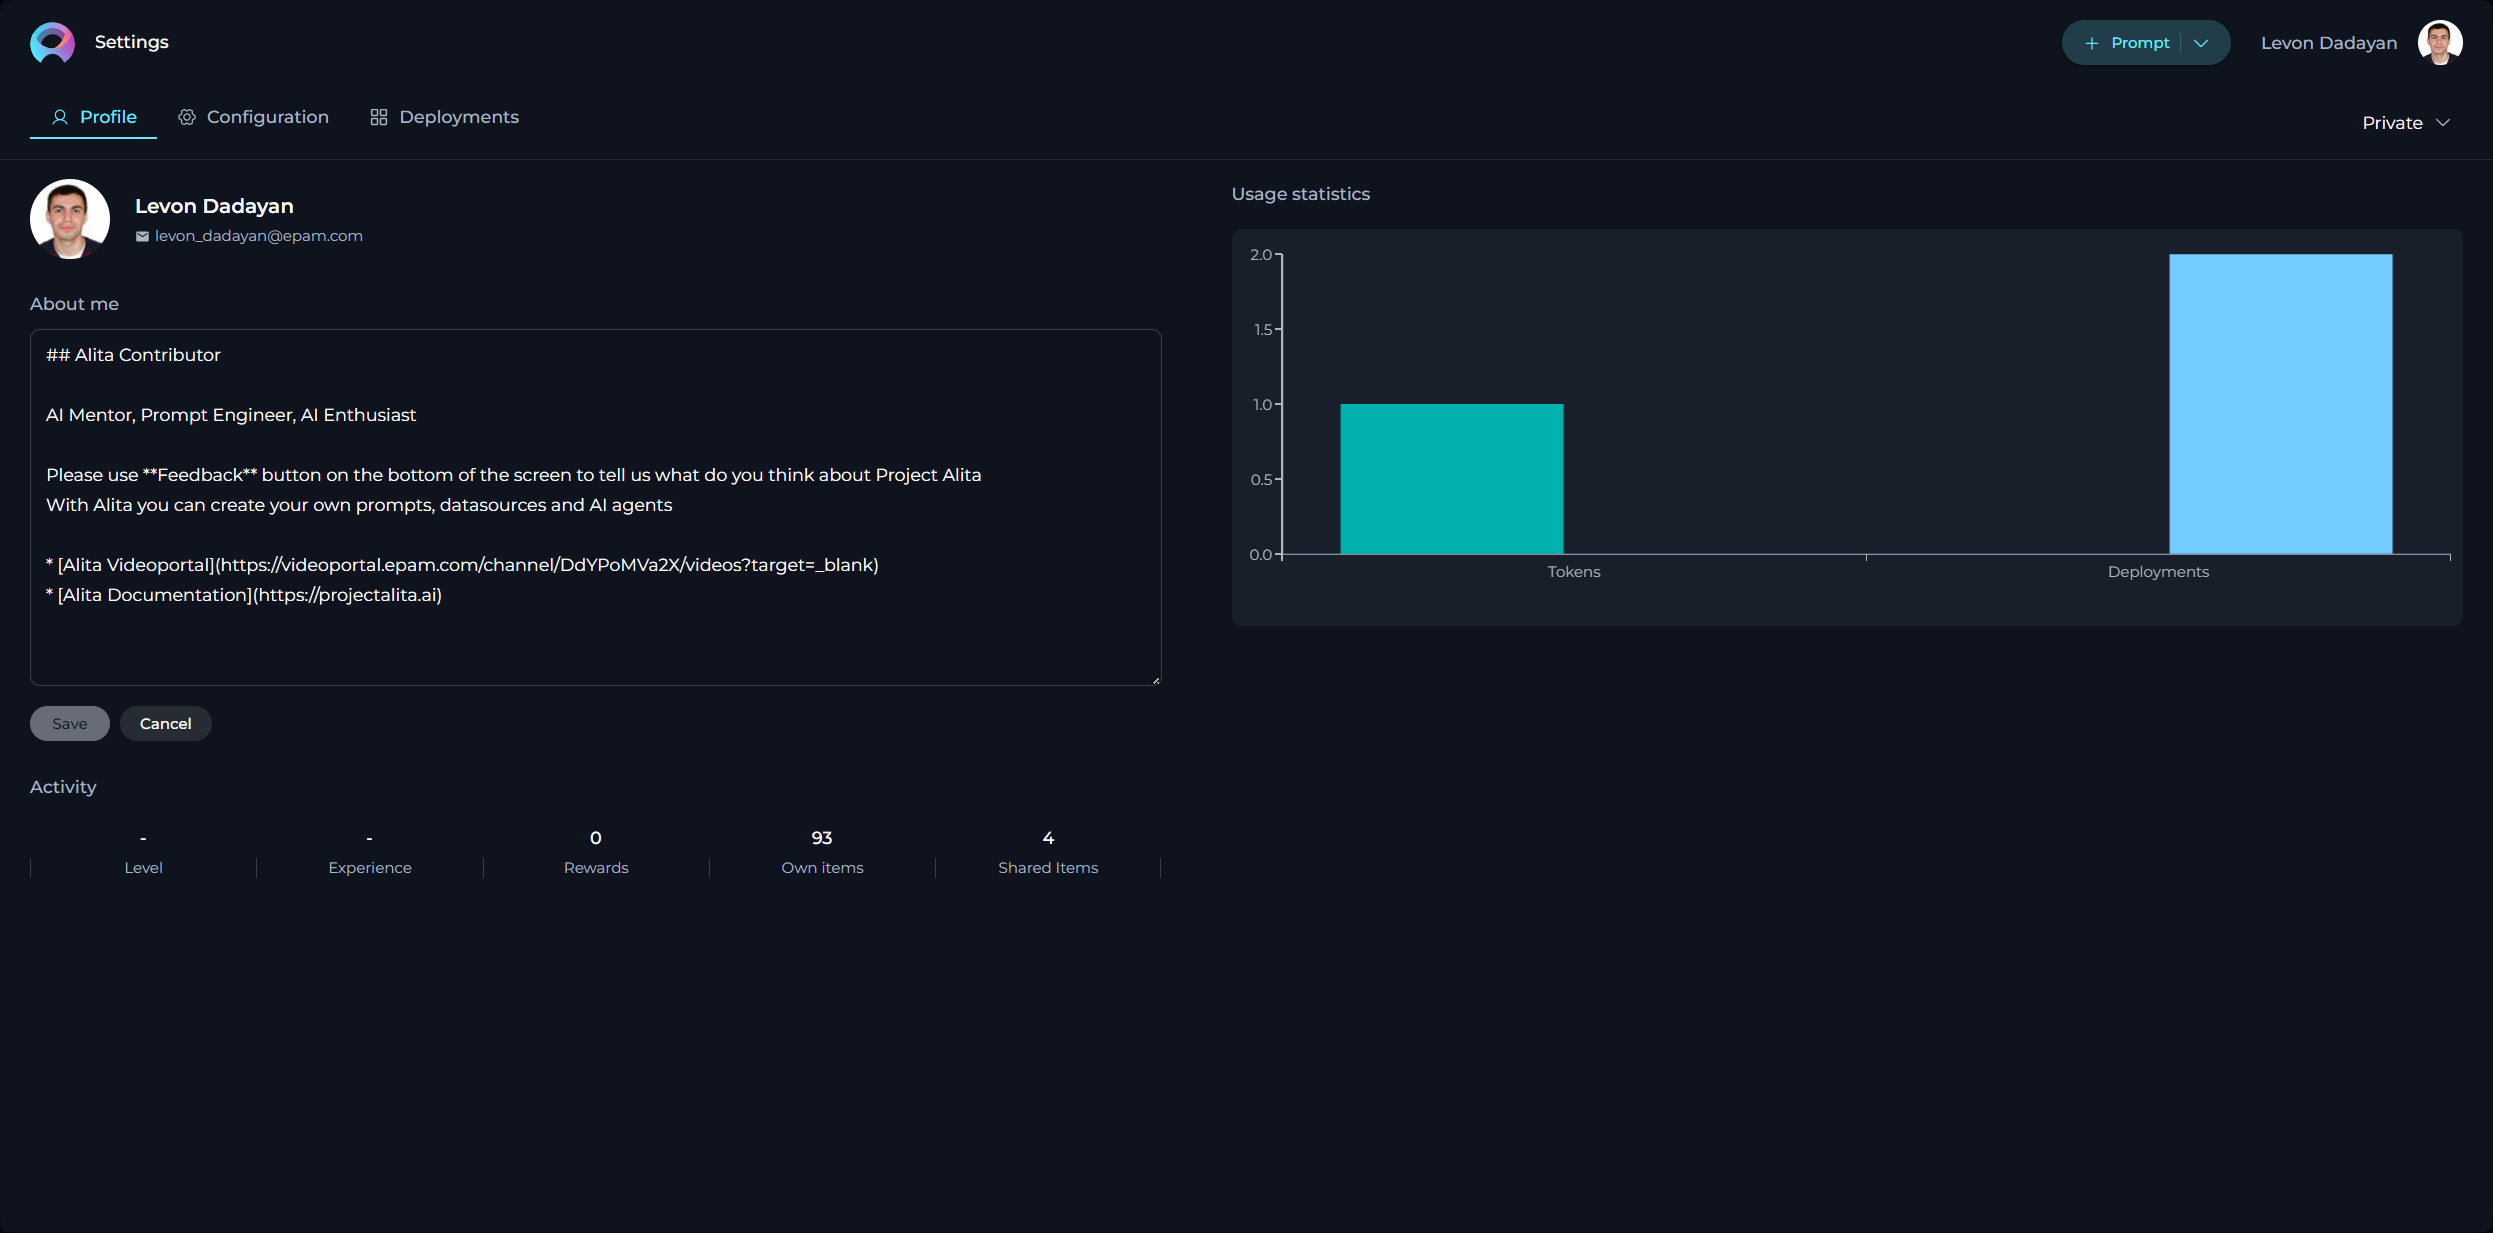 Settings
Prompt
Levon Dadayan
Profile
Configuration
Deployments
Private
Levon Dadayan
levon_dadayan@epam.com
About me
## Alita Contributor
AI Mentor, Prompt Engineer, AI Enthusiast
Please use **Feedback** button on the bottom of the screen to tell us what do you think about Project Alita
With Alita you can create your own prompts, datasources and AI agents
* [Alita Videoportal](https://videoportal.epam.com/channel/DdYPoMVa2X/videos?target=_blank)
* [Alita Documentation](https://projectalita.ai)
Save
Cancel
Activity
-
Level
-
Experience
0
Rewards
93
Own items
4
Shared Items
Usage statistics
2.0
1.5
1.0
0.5
0.0
Tokens
Deployments